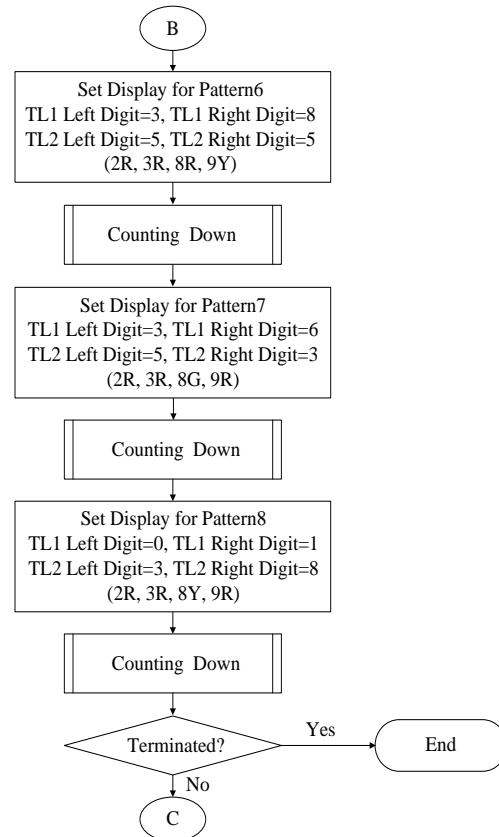 B
Set Display for Pattern6
TL1 Left Digit=3, TL1 Right Digit=8
TL2 Left Digit=5, TL2 Right Digit=5
(2R, 3R, 8R, 9Y)
Counting Down
Set Display for Pattern7
TL1 Left Digit=3, TL1 Right Digit=6
TL2 Left Digit=5, TL2 Right Digit=3
(2R, 3R, 8G, 9R)
Counting Down
Set Display for Pattern8
TL1 Left Digit=0, TL1 Right Digit=1
TL2 Left Digit=3, TL2 Right Digit=8
(2R, 3R, 8Y, 9R)
Counting Down
Terminated?
Yes
End
No
C